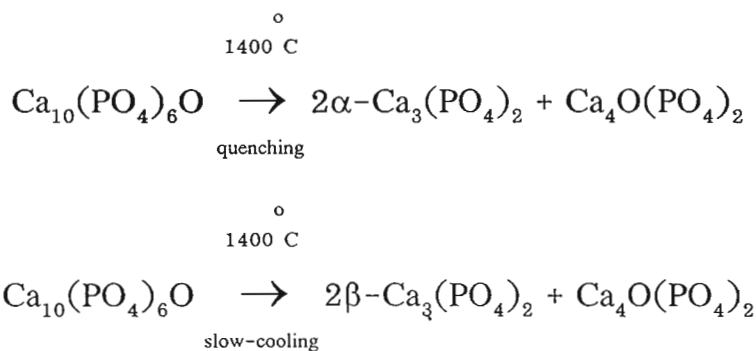 o
1400 C
Ca₁₀(PO₄)₆O → 2α-Ca₃(PO₄)₂ + Ca₄O(PO₄)₂
quenching
o
1400 C
Ca₁₀(PO₄)₆O → 2β-Ca₃(PO₄)₂ + Ca₄O(PO₄)₂
slow-cooling